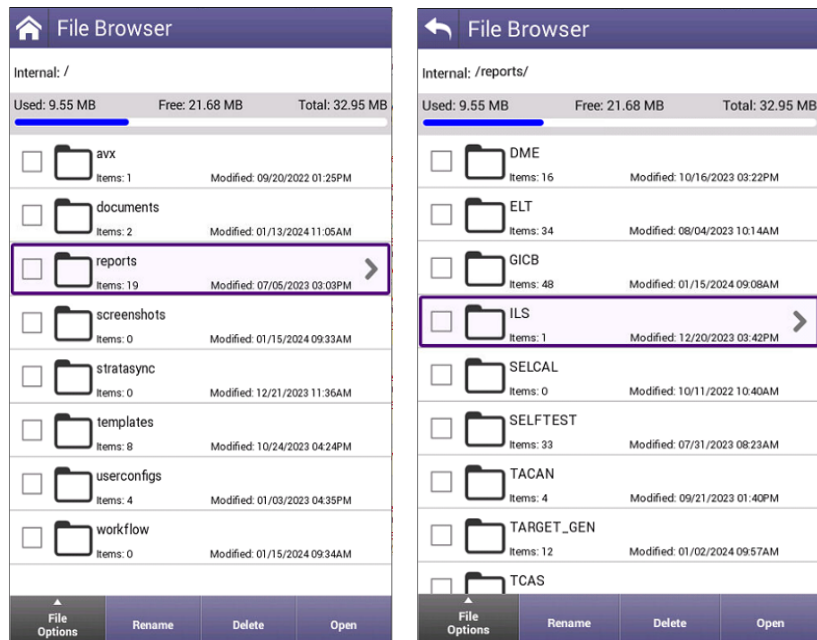 File Browser
Internal: /
Used: 9.55 MB Free: 21.68 MB Total: 32.95 MB
avx
Items: 1 Modified: 09/20/2022 01:25PM
documents
Items: 2 Modified: 01/13/2024 11:05AM
reports
Items: 19 Modified: 07/05/2023 03:03PM
screenshots
Items: 0 Modified: 01/15/2024 09:33AM
stratasync
Items: 0 Modified: 12/21/2023 11:36AM
templates
Items: 8 Modified: 10/24/2023 04:24PM
userconfigs
Items: 4 Modified: 01/03/2023 04:35PM
workflow
Items: 0 Modified: 01/15/2024 09:34AM
File
Options Rename Delete Open
File Browser
Internal: /reports/
Used: 9.55 MB Free: 21.68 MB Total: 32.95 MB
DME
Items: 16 Modified: 10/16/2023 03:22PM
ELT
Items: 34 Modified: 08/04/2023 10:14AM
GICB
Items: 48 Modified: 01/15/2024 09:08AM
ILS
Items: 1 Modified: 12/20/2023 03:42PM
SELCAL
Items: 0 Modified: 10/11/2022 10:40AM
SELFTEST
Items: 33 Modified: 07/31/2023 08:23AM
TACAN
Items: 4 Modified: 09/21/2023 01:40PM
TARGET_GEN
Items: 12 Modified: 01/02/2024 09:57AM
TCAS
File
Options Rename Delete Open